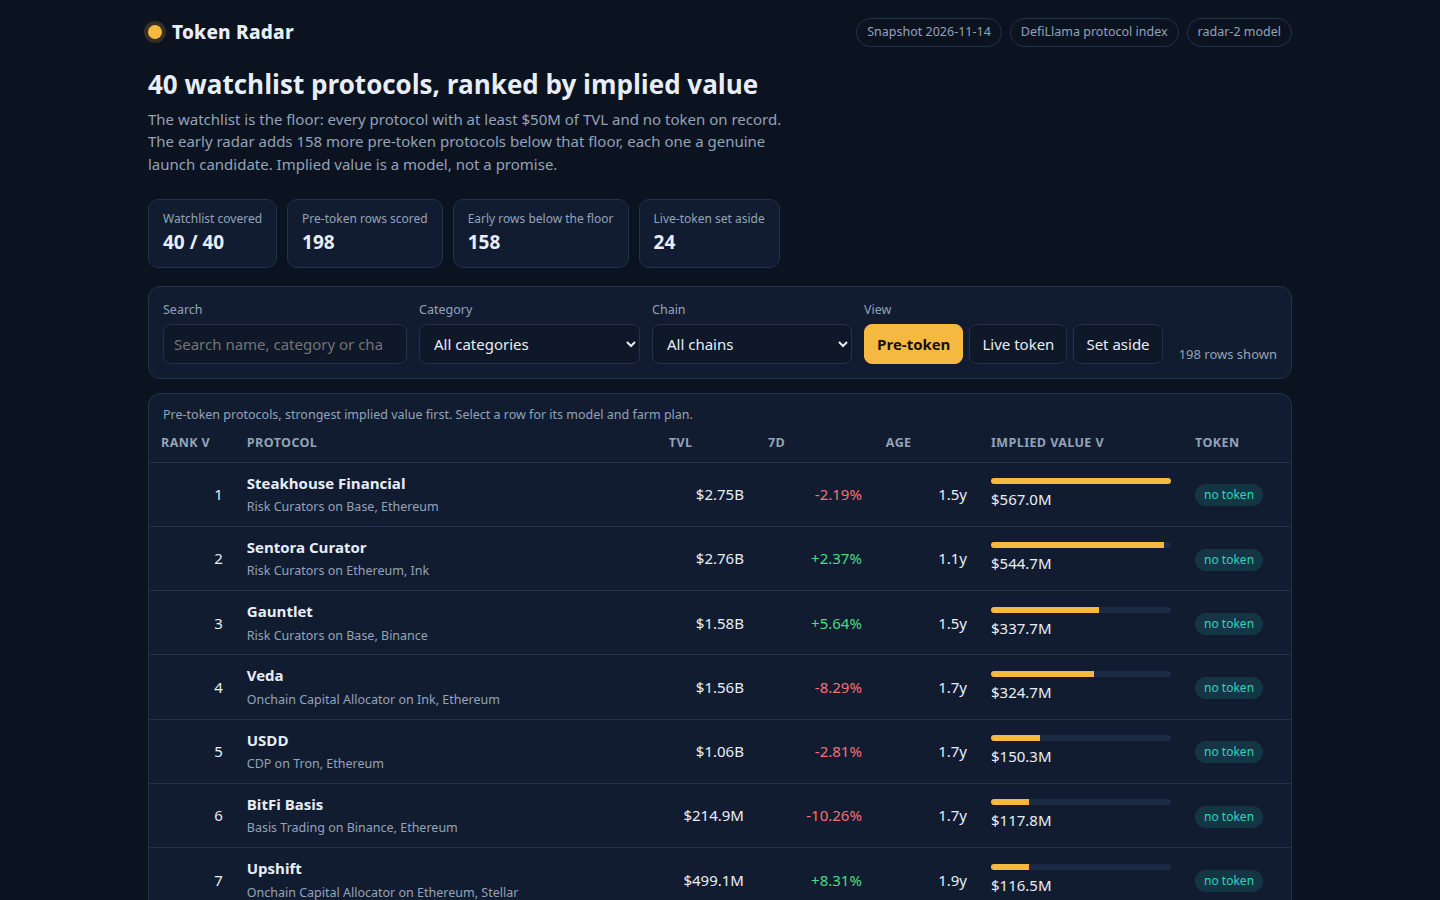 Token Radar
Snapshot 2026-11-14
DefiLlama protocol index
radar-2 model
40 watchlist protocols, ranked by implied value
The watchlist is the floor: every protocol with at least $50M of TVL and no token on record.
The early radar adds 158 more pre-token protocols below that floor, each one a genuine
launch candidate. Implied value is a model, not a promise.
Watchlist covered
40 / 40
Pre-token rows scored
198
Early rows below the floor
158
Live-token set aside
24
Search
Search name, category or cha
Category
All categories
Chain
All chains
View
Pre-token
Live token
Set aside
198 rows shown
Pre-token protocols, strongest implied value first. Select a row for its model and farm plan.
RANK V PROTOCOL TVL 7D AGE IMPLIED VALUE V TOKEN
1 Steakhouse Financial $2.75B -2.19% 1.5y $567.0M no token
Risk Curators on Base, Ethereum
2 Sentora Curator $2.76B +2.37% 1.1y $544.7M no token
Risk Curators on Ethereum, Ink
3 Gauntlet $1.58B +5.64% 1.5y $337.7M no token
Risk Curators on Base, Binance
4 Veda $1.56B -8.29% 1.7y $324.7M no token
Onchain Capital Allocator on Ink, Ethereum
5 USDD $1.06B -2.81% 1.7y $150.3M no token
CDP on Tron, Ethereum
6 BitFi Basis $214.9M -10.26% 1.7y $117.8M no token
Basis Trading on Binance, Ethereum
7 Upshift $499.1M +8.31% 1.9y $116.5M no token
Onchain Capital Allocator on Ethereum, Stellar